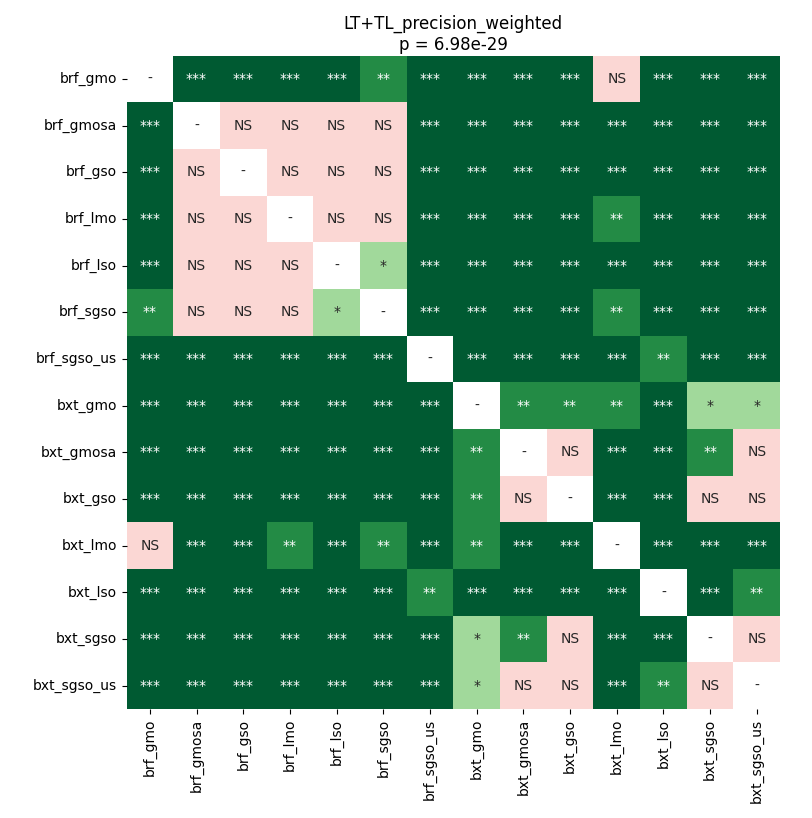 LT+TL_precision_weighted
p = 6.98e-29
brf_gmo - *** *** *** *** ** *** *** *** *** NS *** *** ***
brf_gmosa *** - NS NS NS NS *** *** *** *** *** *** *** ***
brf_gso *** NS - NS NS NS *** *** *** *** *** *** *** ***
brf_lmo *** NS NS - NS NS *** *** *** *** ** *** *** ***
brf_lso *** NS NS NS - * *** *** *** *** *** *** *** ***
brf_sgso ** NS NS NS * - *** *** *** *** ** *** *** ***
brf_sgso_us *** *** *** *** *** *** - *** *** *** *** ** *** ***
bxt_gmo *** *** *** *** *** *** *** - ** ** ** *** * *
bxt_gmosa *** *** *** *** *** *** *** ** - NS *** *** ** NS
bxt_gso *** *** *** *** *** *** *** ** NS - *** *** NS NS
bxt_lmo NS *** *** ** *** ** *** ** *** *** - *** *** ***
bxt_lso *** *** *** *** *** *** ** *** *** *** *** - *** **
bxt_sgso *** *** *** *** *** *** *** * ** NS *** *** - NS
bxt_sgso_us *** *** *** *** *** *** *** * NS NS *** ** NS -
brf_gmo
brf_gmosa
brf_gso
brf_lmo
brf_lso
brf_sgso
brf_sgso_us
bxt_gmo
bxt_gmosa
bxt_gso
bxt_lmo
bxt_lso
bxt_sgso
bxt_sgso_us